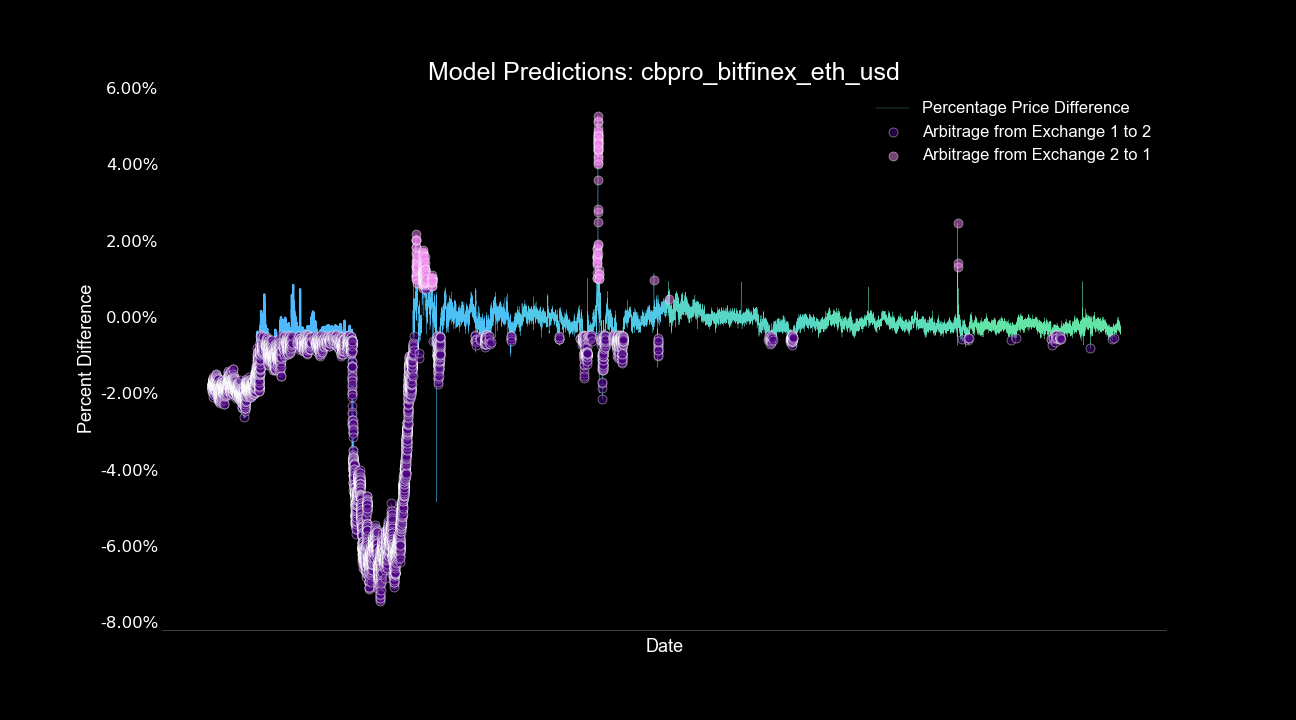 Model Predictions: cbpro_bitfinex_eth_usd
6.00%
4.00%
2.00%
0.00%
-2.00%
-4.00%
-6.00%
-8.00%
Percent Difference
Percentage Price Difference
Arbitrage from Exchange 1 to 2
Arbitrage from Exchange 2 to 1
Date